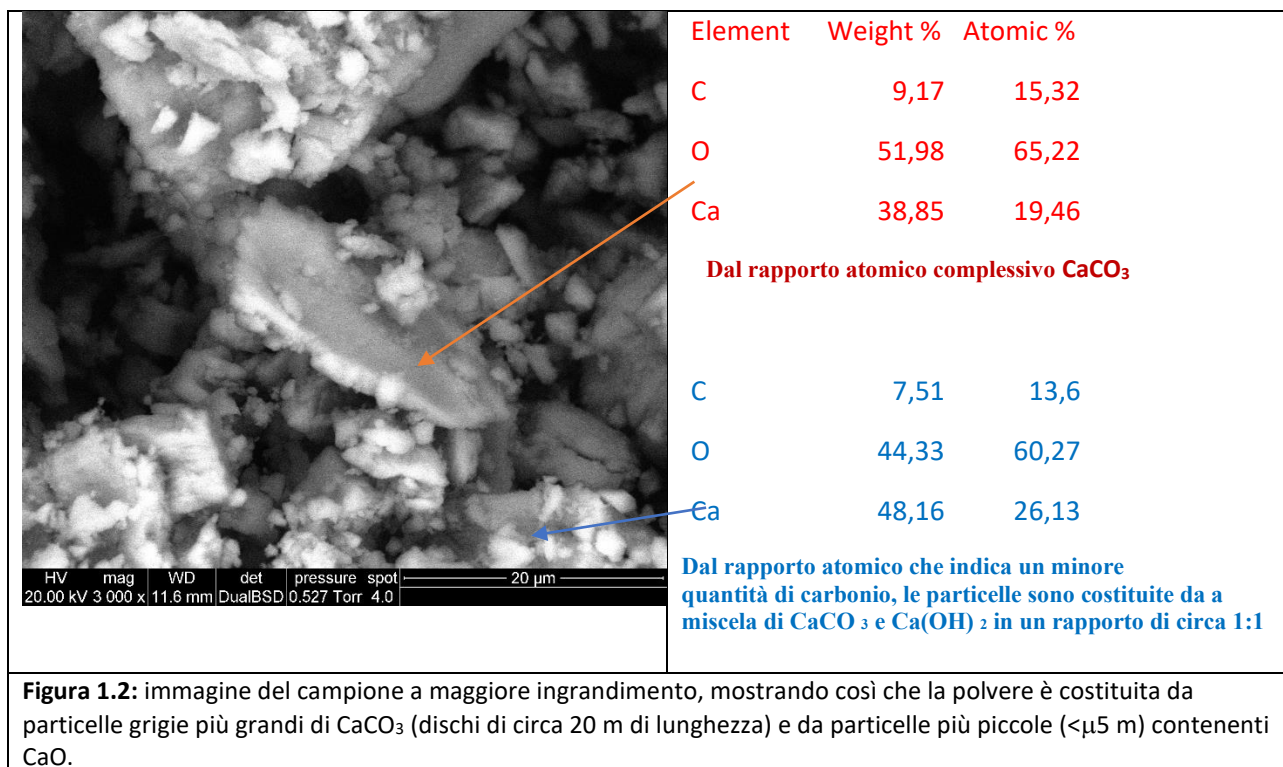 Element Weight % Atomic %
C 9,17 15,32
O 51,98 65,22
Ca 38,85 19,46
Dal rapporto atomico complessivo CaCO₃
C 7,51 13,6
O 44,33 60,27
Ca 48,16 26,13
Dal rapporto atomico che indica un minore
quantità di carbonio, le particelle sono costituite da a
miscela di CaCO ₃ e Ca(OH) ₂ in un rapporto di circa 1:1
HV mag WD det pressure spot 20 µm
20.00 kV 3 000 x 11.6 mm DualBSD 0.527 Torr 4.0
Figura 1.2: immagine del campione a maggiore ingrandimento, mostrando così che la polvere è costituita da
particelle grigie più grandi di CaCO₃ (dischi di circa 20 m di lunghezza) e da particelle più piccole (<µ5 m) contenenti
CaO.